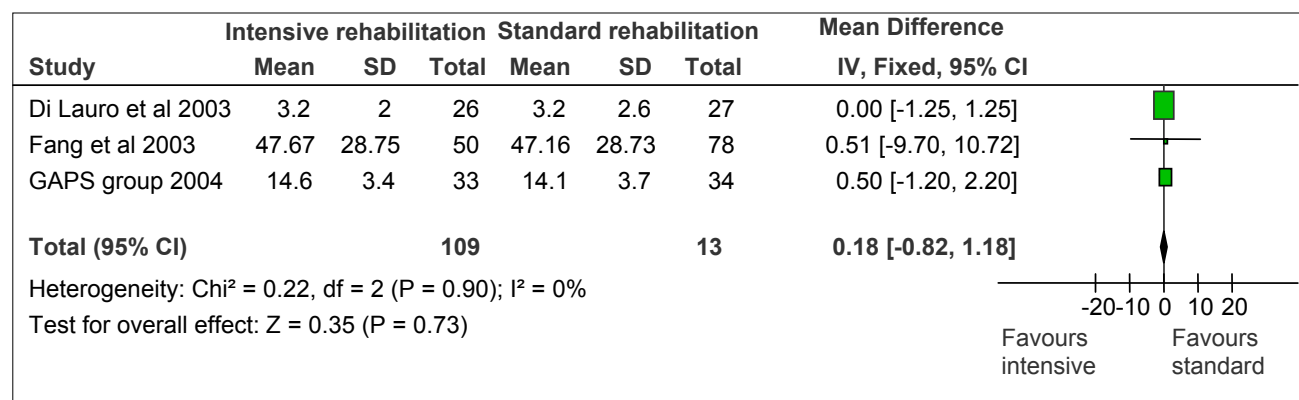 Intensive rehabilitation Standard rehabilitation Mean Difference
Study Mean SD Total Mean SD Total IV, Fixed, 95% CI
Di Lauro et al 2003 3.2 2 26 3.2 2.6 27 0.00 [-1.25, 1.25]
Fang et al 2003 47.67 28.75 50 47.16 28.73 78 0.51 [-9.70, 10.72]
GAPS group 2004 14.6 3.4 33 14.1 3.7 34 0.50 [-1.20, 2.20]
Total (95% CI) 109 13 0.18 [-0.82, 1.18]
Heterogeneity: Chi² = 0.22, df = 2 (P = 0.90); I² = 0%
Test for overall effect: Z = 0.35 (P = 0.73)
-20 -10 0 10 20
Favours intensive
Favours standard